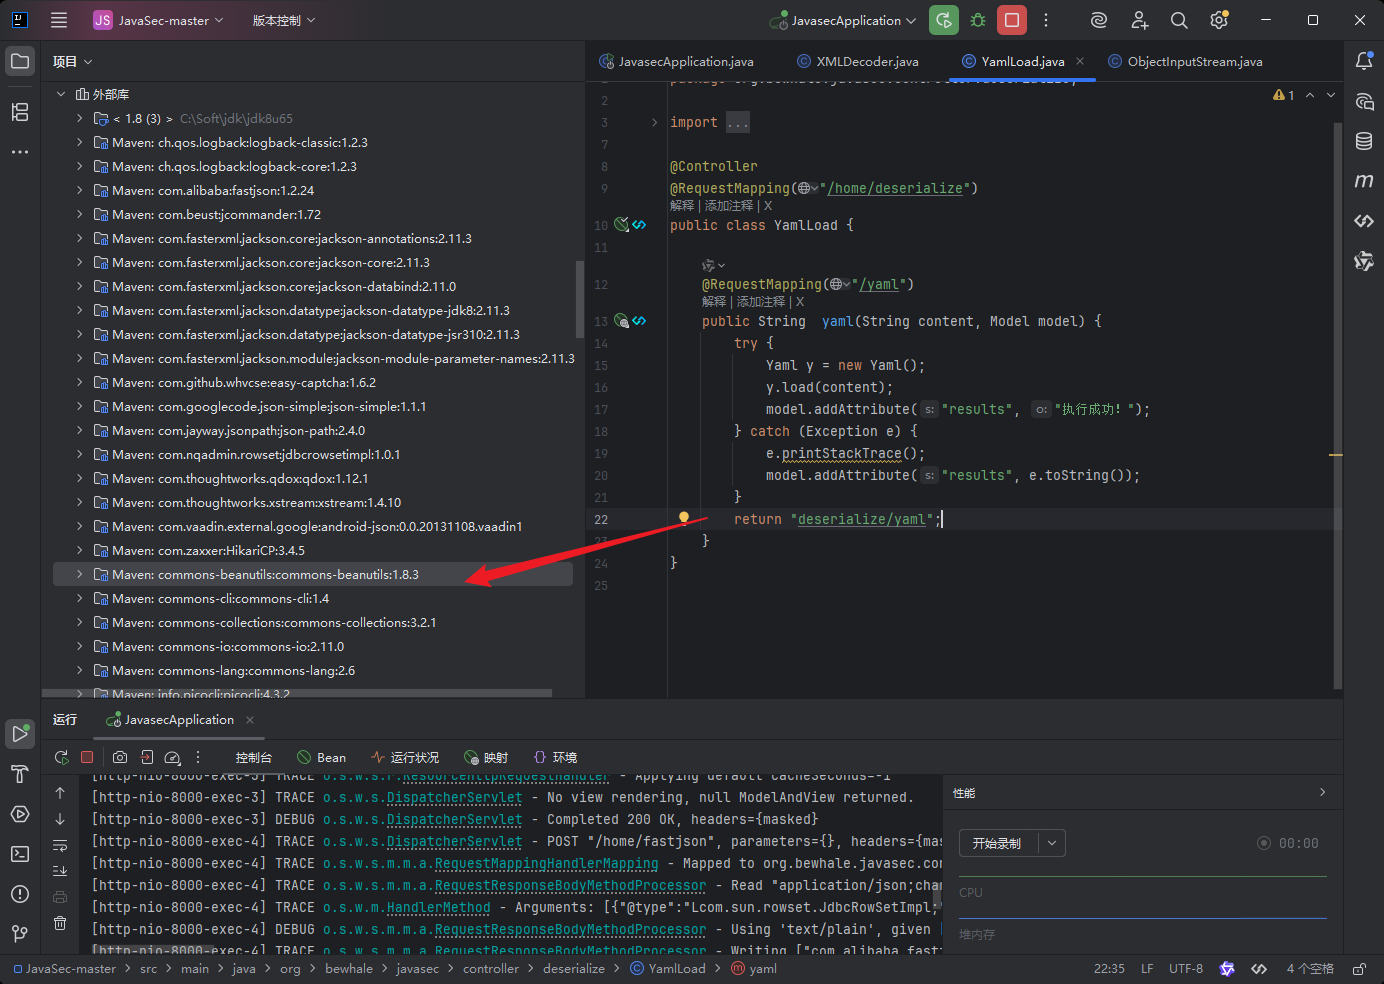 JS JavaSec-master 版本控制 JavasecApplication
项目
外部库
< 1.8 (3) > C:\Soft\jdk\jdk8u65
Maven: ch.qos.logback:logback-classic:1.2.3
Maven: ch.qos.logback:logback-core:1.2.3
Maven: com.alibaba:fastjson:1.2.24
Maven: com.beust:jcommander:1.72
Maven: com.fasterxml.jackson.core:jackson-annotations:2.11.3
Maven: com.fasterxml.jackson.core:jackson-core:2.11.3
Maven: com.fasterxml.jackson.core:jackson-databind:2.11.0
Maven: com.fasterxml.jackson.datatype:jackson-datatype-jdk8:2.11.3
Maven: com.fasterxml.jackson.datatype:jackson-datatype-jsr310:2.11.3
Maven: com.fasterxml.jackson.module:jackson-module-parameter-names:2.11.3
Maven: com.github.whvcse:easy-captcha:1.6.2
Maven: com.googlecode.json-simple:json-simple:1.1.1
Maven: com.jayway.jsonpath:json-path:2.4.0
Maven: com.nqadmin.rowset:jdbcrowsetimpl:1.0.1
Maven: com.thoughtworks.qdox:qdox:1.12.1
Maven: com.thoughtworks.xstream:xstream:1.4.10
Maven: com.vaadin.external.google:android-json:0.0.20131108.vaadin1
Maven: com.zaxxer:HikariCP:3.4.5
Maven: commons-beanutils:commons-beanutils:1.8.3
Maven: commons-cli:commons-cli:1.4
Maven: commons-collections:commons-collections:3.2.1
Maven: commons-io:commons-io:2.11.0
Maven: commons-lang:commons-lang:2.6
Maven: info.picocli:picocli:4.3.2
JavasecApplication.java XMLDecoder.java YamlLoad.java ObjectInputStream.java
1
2
3 import ...
7
8 @Controller
9 @RequestMapping("/home/deserialize")
解释 | 添加注释 | X
10 public class YamlLoad {
11
12 @RequestMapping("/yaml")
解释 | 添加注释 | X
13 public String yaml(String content, Model model) {
14 try {
15 Yaml y = new Yaml();
16 y.load(content);
17 model.addAttribute( s: "results", o: "执行成功! ");
18 } catch (Exception e) {
19 e.printStackTrace();
20 model.addAttribute( s: "results", e.toString());
21 }
22 return "deserialize/yaml";
23 }
24 }
25
运行 JavasecApplication
控制台 Bean 运行状况 映射 环境
[http-nio-8000-exec-3] TRACE o.s.w.s.r.ResourceHttpRequestHandler - Applying default cacheSeconds=-1
[http-nio-8000-exec-3] TRACE o.s.w.s.DispatcherServlet - No view rendering, null ModelAndView returned.
[http-nio-8000-exec-3] DEBUG o.s.w.s.DispatcherServlet - Completed 200 OK, headers={masked}
[http-nio-8000-exec-4] TRACE o.s.w.s.DispatcherServlet - POST "/home/fastjson", parameters={}, headers={mas
[http-nio-8000-exec-4] TRACE o.s.w.s.m.m.a.RequestMappingHandlerMapping - Mapped to org.bewhale.javasec.con
[http-nio-8000-exec-4] TRACE o.s.w.s.m.m.a.RequestResponseBodyMethodProcessor - Read "application/json;char
[http-nio-8000-exec-4] TRACE o.s.w.m.HandlerMethod - Arguments: [{"@type":"Lcom.sun.rowset.JdbcRowSetImpl;"
[http-nio-8000-exec-4] DEBUG o.s.w.s.m.m.a.RequestResponseBodyMethodProcessor - Using 'text/plain', given [
[http-nio-8000-exec-4] TRACE o.s.w.s.m.m.a.RequestResponseBodyMethodProcessor - Writing ["com.alibaba.fast
性能
开始录制 00:00
CPU
堆内存
JavaSec-master > src > main > java > org > bewhale > javasec > controller > deserialize > YamlLoad > yaml 22:35 LF UTF-8 4 个空格